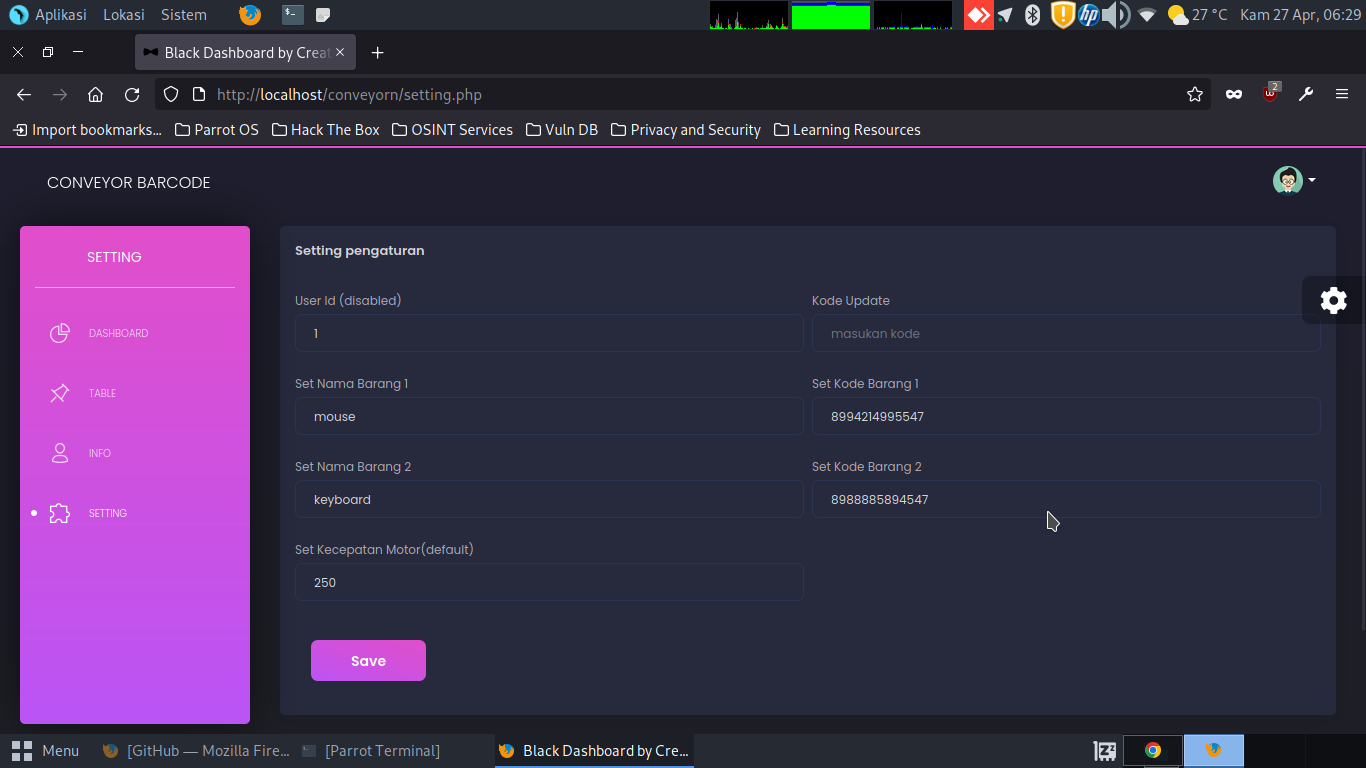 Aplikasi Lokasi Sistem 27 °C Kam 27 Apr, 06:29
Black Dashboard by Creat
http://localhost/conveyorn/setting.php 2
Import bookmarks... Parrot OS Hack The Box OSINT Services Vuln DB Privacy and Security Learning Resources
CONVEYOR BARCODE
SETTING
DASHBOARD
TABLE
INFO
SETTING
Setting pengaturan
User Id (disabled) Kode Update
1 masukan kode
Set Nama Barang 1 Set Kode Barang 1
mouse 8994214995547
Set Nama Barang 2 Set Kode Barang 2
keyboard 8988885894547
Set Kecepatan Motor(default)
250
Save
Menu [GitHub — Mozilla Fire... [Parrot Terminal] Black Dashboard by Cre...